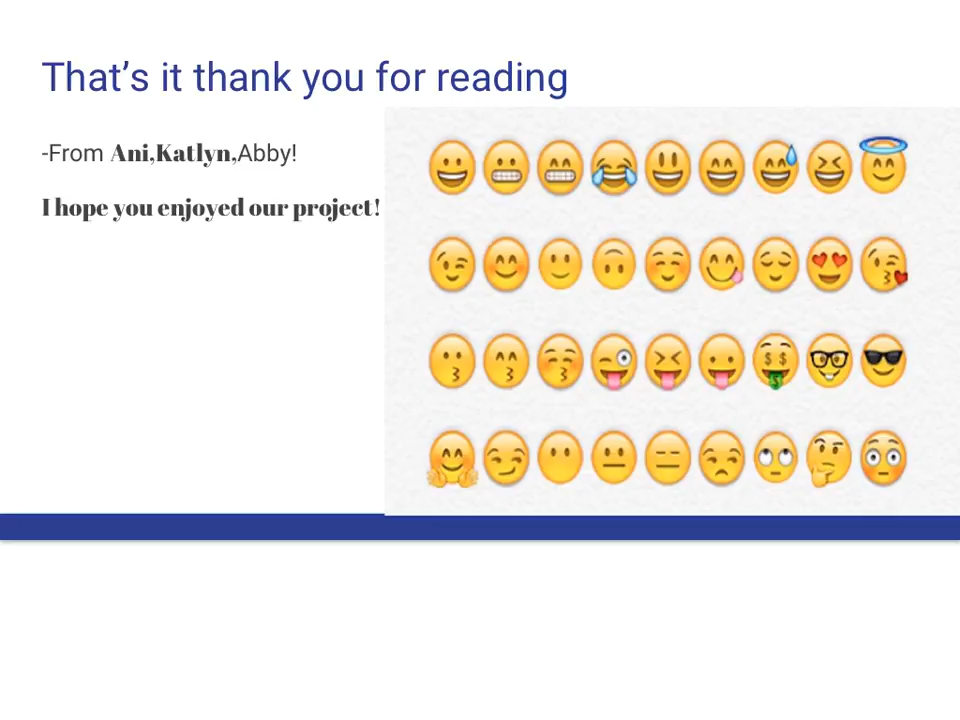 That’s it thank you for reading
-From Ani,Katlyn,Abby!
I hope you enjoyed our project!